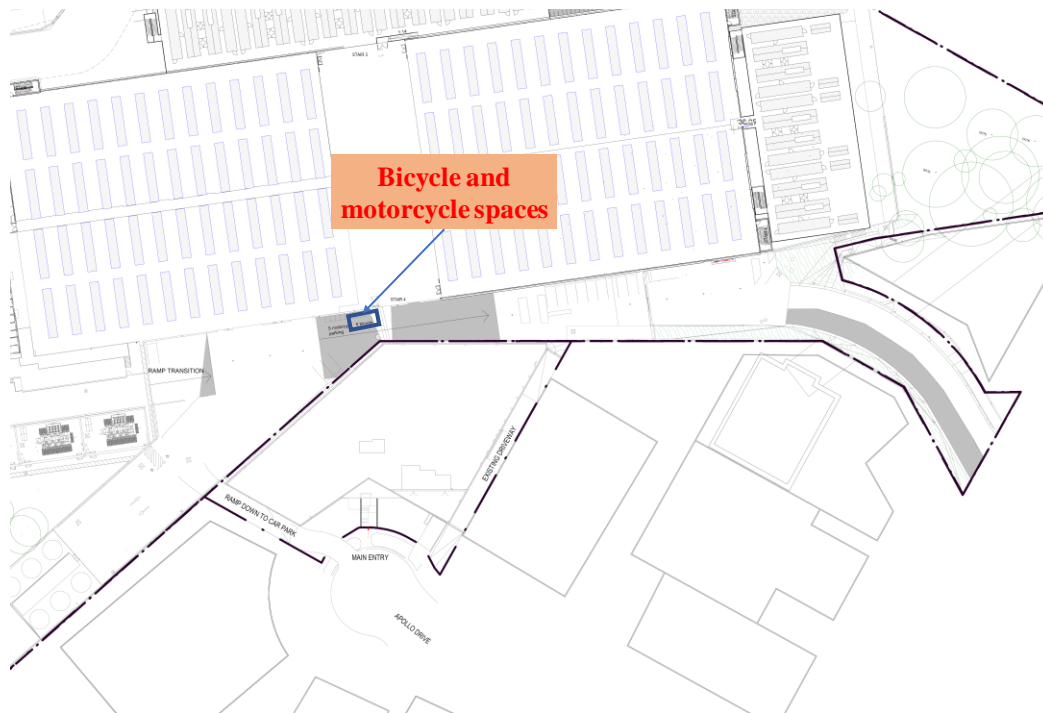 STAIR 3
Bicycle and
motorcycle spaces
STAIR 4
RAMP TRANSITION
EXISTING DRIVEWAY
RAMP DOWN TO CAR PARK
MAIN ENTRY
APOLLO DRIVE